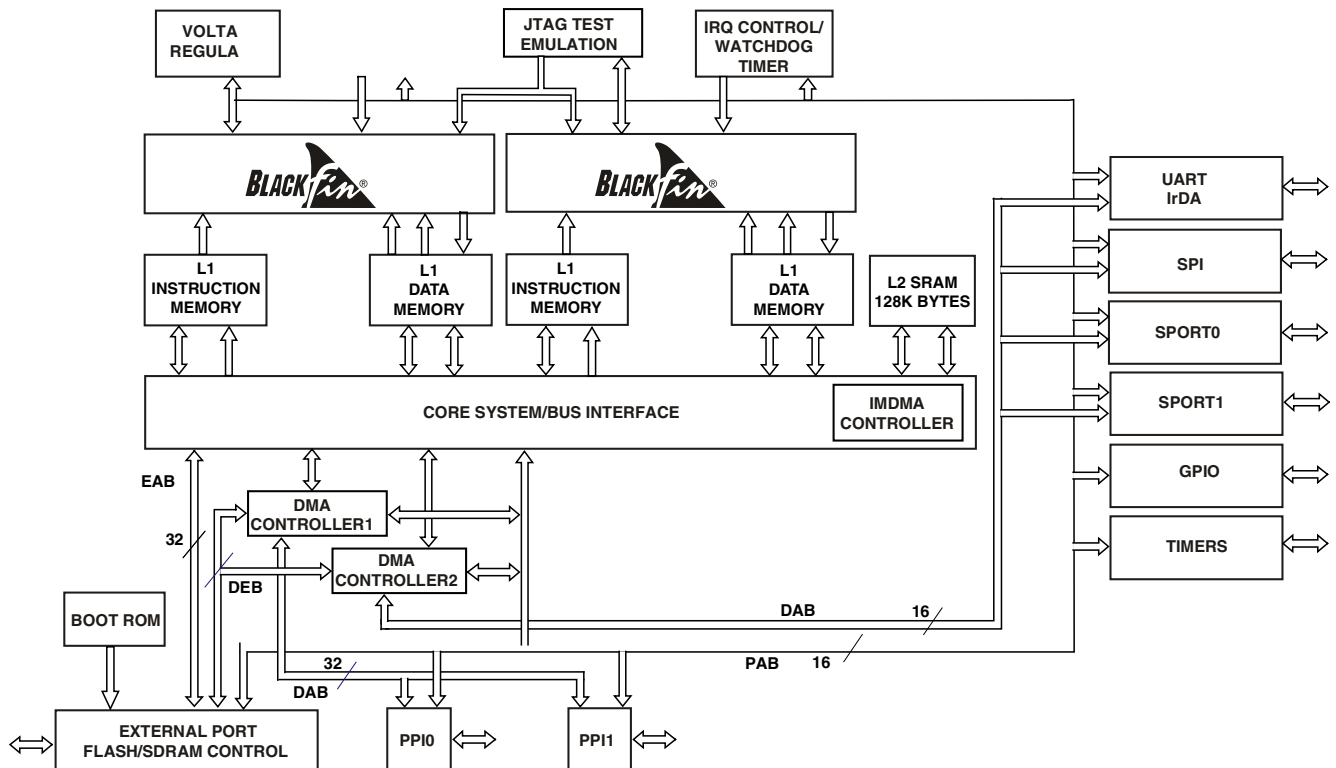 VOLTA
REGULA
JTAG TEST
EMULATION
IRQ CONTROL/
WATCHDOG
TIMER
BLACKfin®
BLACKfin®
UART
IrDA
SPI
SPORT0
SPORT1
GPIO
TIMERS
L1
INSTRUCTION
MEMORY
L1
DATA
MEMORY
L1
INSTRUCTION
MEMORY
L1
DATA
MEMORY
L2 SRAM
128K BYTES
CORE SYSTEM/BUS INTERFACE
IMDMA
CONTROLLER
EAB
32
DMA
CONTROLLER1
DMA
CONTROLLER2
DEB
BOOT ROM
DAB 16
PAB 16
32
DAB
EXTERNAL PORT
FLASH/SDRAM CONTROL
PPI0
PPI1